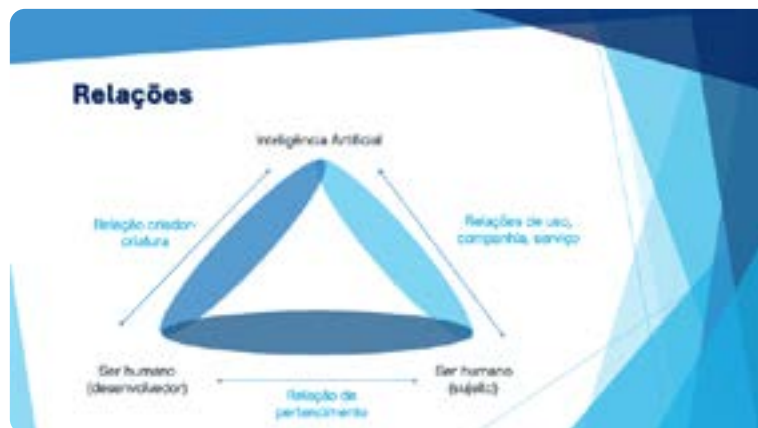 Relações
Inteligência Artificial
Relação criador-
criatura
Relações de uso,
companhia, serviço
Ser humano
(desenvolvedor)
Ser humano
(sujeito)
Relação de
pertencimento